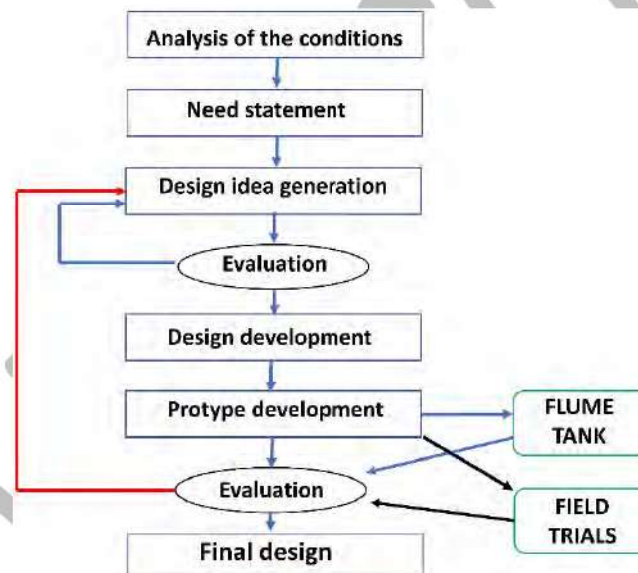 Analysis of the conditions
Need statement
Design idea generation
Evaluation
Design development
Protype development
FLUME
TANK
Evaluation
FIELD
TRIALS
Final design